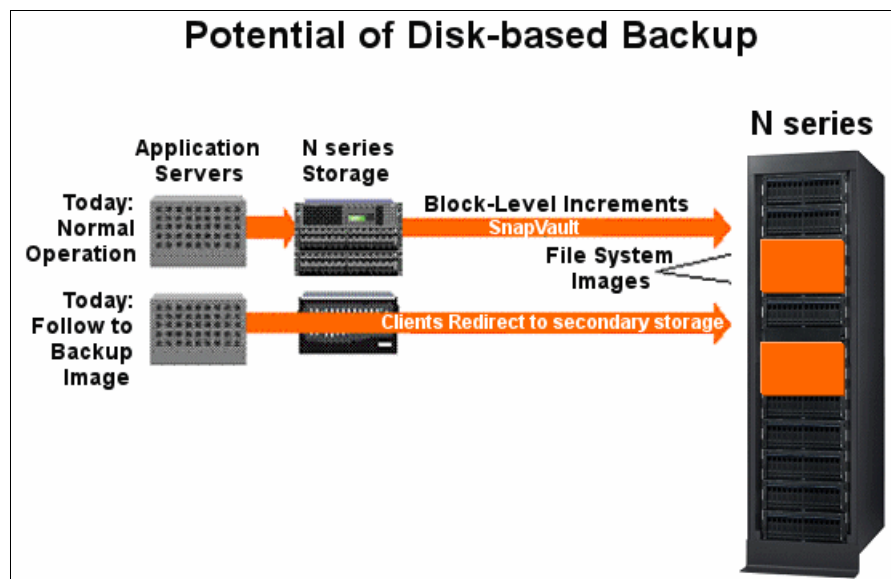 Potential of Disk-based Backup
N series
Application
Servers
N series
Storage
Today:
Normal
Operation
Block-Level Increments
SnapVault
File System
Images
Today:
Follow to
Backup
Image
Clients Redirect to secondary storage